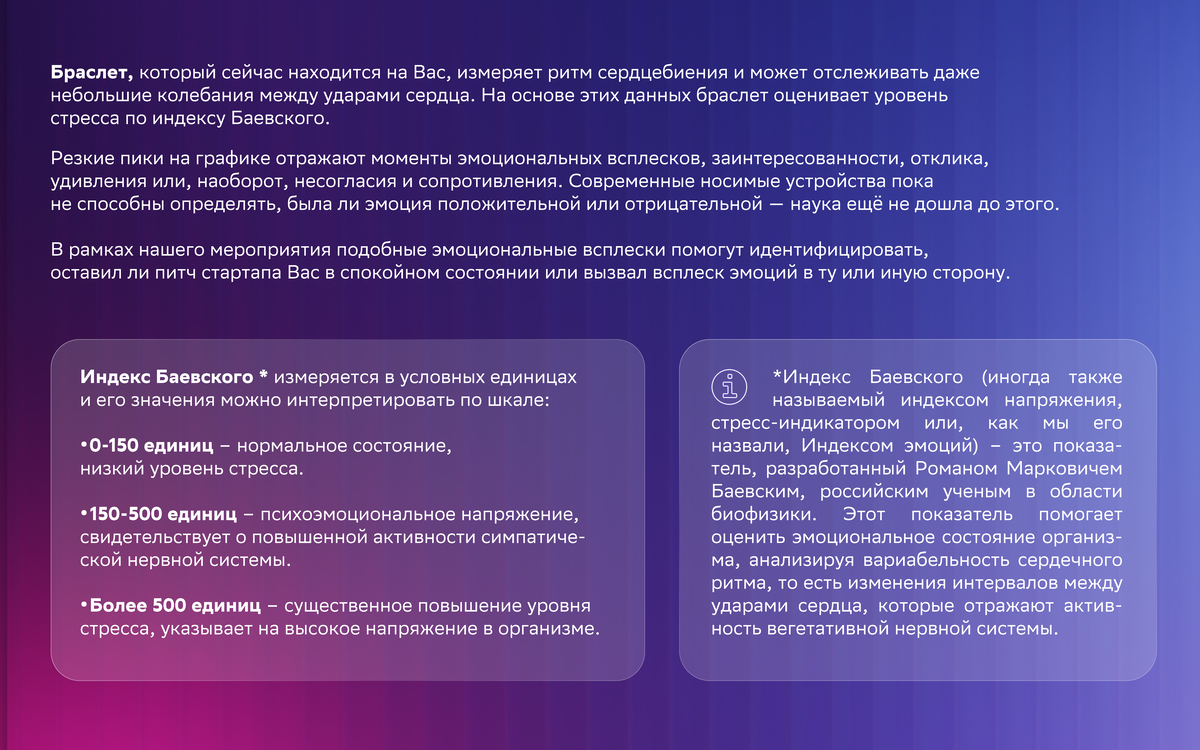 Браслет, который сейчас находится на Вас, измеряет ритм сердцебиения и может отслеживать даже
небольшие колебания между ударами сердца. На основе этих данных браслет оценивает уровень
стресса по индексу Баевского.
Резкие пики на графике отражают моменты эмоциональных всплесков, заинтересованности, отклика,
удивления или, наоборот, несогласия и сопротивления. Современные носимые устройства пока
не способны определять, была ли эмоция положительной или отрицательной — наука ещё не дошла до этого.
В рамках нашего мероприятия подобные эмоциональные всплески помогут идентифицировать,
оставил ли питч стартапа Вас в спокойном состоянии или вызвал всплеск эмоций в ту или иную сторону.
Индекс Баевского * измеряется в условных единицах
и его значения можно интерпретировать по шкале:
•0-150 единиц – нормальное состояние,
низкий уровень стресса.
•150-500 единиц – психоэмоциональное напряжение,
свидетельствует о повышенной активности симпатиче-
ской нервной системы.
•Более 500 единиц – существенное повышение уровня
стресса, указывает на высокое напряжение в организме.
*Индекс Баевского (иногда также
называемый индексом напряжения,
стресс-индикатором или, как мы его
назвали, Индексом эмоций) – это показа-
тель, разработанный Романом Марковичем
Баевским, российским ученым в области
биофизики. Этот показатель помогает
оценить эмоциональное состояние организ-
ма, анализируя вариабельность сердечного
ритма, то есть изменения интервалов между
ударами сердца, которые отражают актив-
ность вегетативной нервной системы.